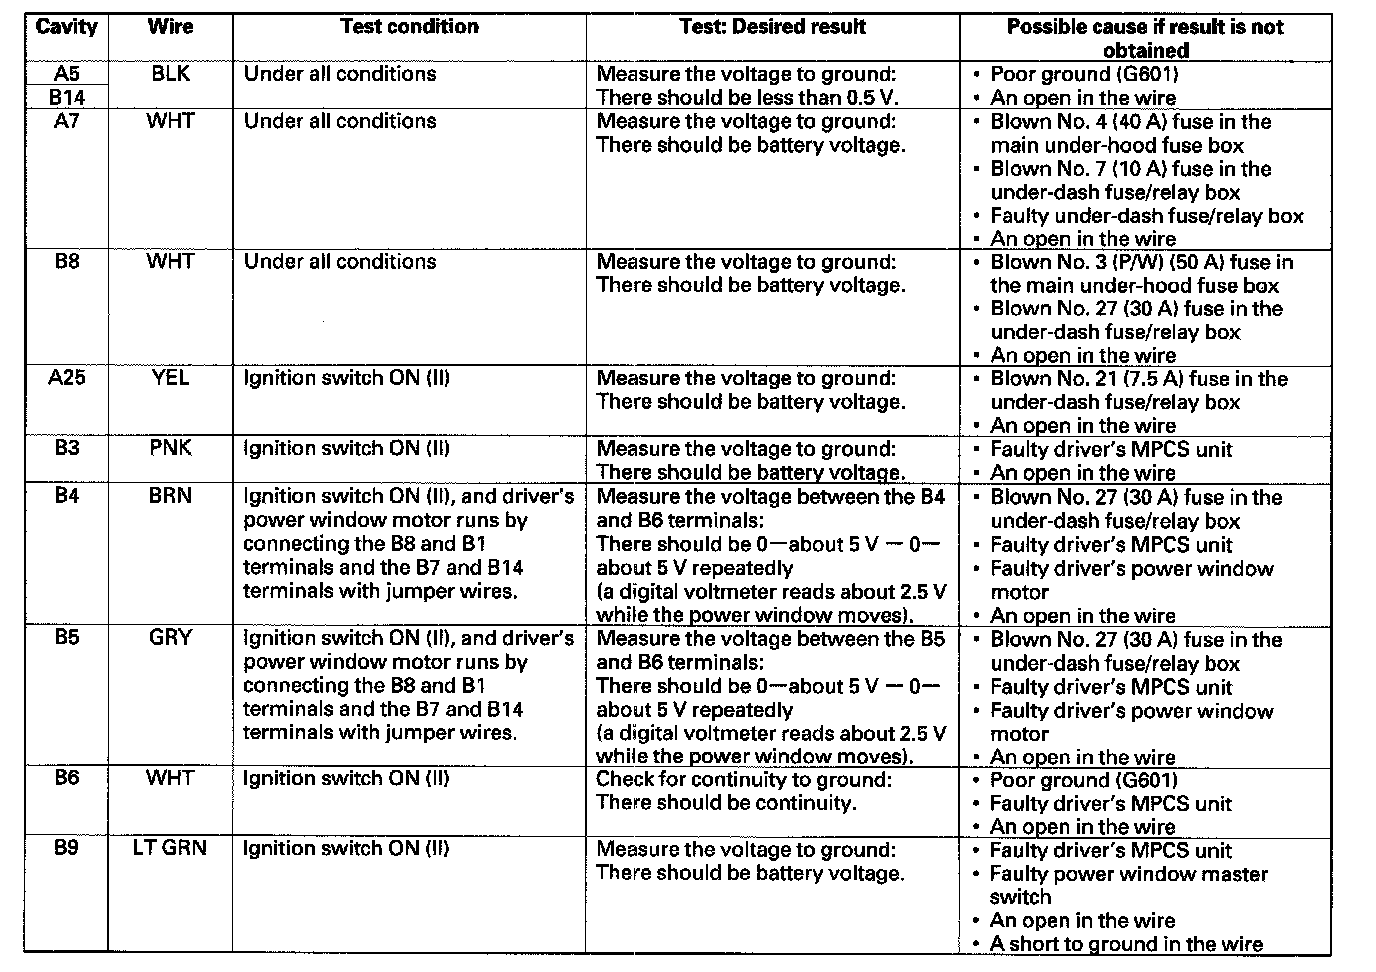 Cavity Wire Test condition Test: Desired result Possible cause if result is not
obtained
A5 BLK Under all conditions Measure the voltage to ground: • Poor ground (G601)
B14 There should be less than 0.5 V. • An open in the wire
A7 WHT Under all conditions Measure the voltage to ground: • Blown No. 4 (40 A) fuse in the
There should be battery voltage. main under-hood fuse box
• Blown No. 7 (10 A) fuse in the
under-dash fuse/relay box
• Faulty under-dash fuse/relay box
• An open in the wire
B8 WHT Under all conditions Measure the voltage to ground: • Blown No. 3 (P/W) (50 A) fuse in
There should be battery voltage. the main under-hood fuse box
• Blown No. 27 (30 A) fuse in the
under-dash fuse/relay box
• An open in the wire
A25 YEL Ignition switch ON (II) Measure the voltage to ground: • Blown No. 21 (7.5 A) fuse in the
There should be battery voltage. under-dash fuse/relay box
• An open in the wire
B3 PNK Ignition switch ON (II) Measure the voltage to ground: • Faulty driver's MPCS unit
There should be battery voltage. • An open in the wire
B4 BRN Ignition switch ON (II), and driver's Measure the voltage between the B4 • Blown No. 27 (30 A) fuse in the
power window motor runs by and B6 terminals: under-dash fuse/relay box
connecting the B8 and B1 There should be 0—about 5 V — 0— • Faulty driver's MPCS unit
terminals and the B7 and B14 about 5 V repeatedly • Faulty driver's power window
terminals with jumper wires. (a digital voltmeter reads about 2.5 V motor
while the power window moves). • An open in the wire
B5 GRY Ignition switch ON (II), and driver's Measure the voltage between the B5 • Blown No. 27 (30 A) fuse in the
power window motor runs by and B6 terminals: under-dash fuse/relay box
connecting the B8 and B1 There should be 0—about 5 V — 0— • Faulty driver's MPCS unit
terminals and the B7 and B14 about 5 V repeatedly • Faulty driver's power window
terminals with jumper wires. (a digital voltmeter reads about 2.5 V motor
while the power window moves). • An open in the wire
B6 WHT Ignition switch ON (II) Check for continuity to ground: • Poor ground (G601)
There should be continuity. • Faulty driver's MPCS unit
• An open in the wire
B9 LT GRN Ignition switch ON (II) Measure the voltage to ground: • Faulty driver's MPCS unit
There should be battery voltage. • Faulty power window master
switch
• An open in the wire
• A short to ground in the wire